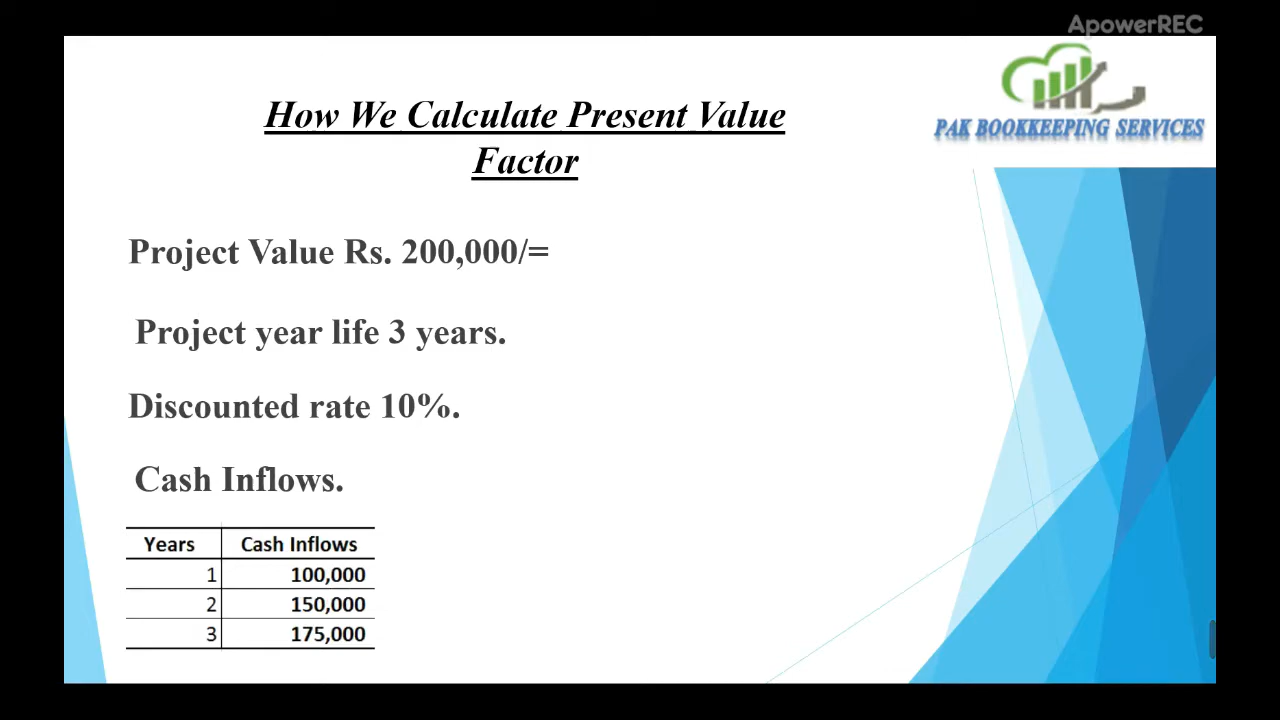 ApowerREC
PAK BOOKKEEPING SERVICES
How We Calculate Present Value
Factor
Project Value Rs. 200,000/=
Project year life 3 years.
Discounted rate 10%.
Cash Inflows.
Years Cash Inflows
1 100,000
2 150,000
3 175,000